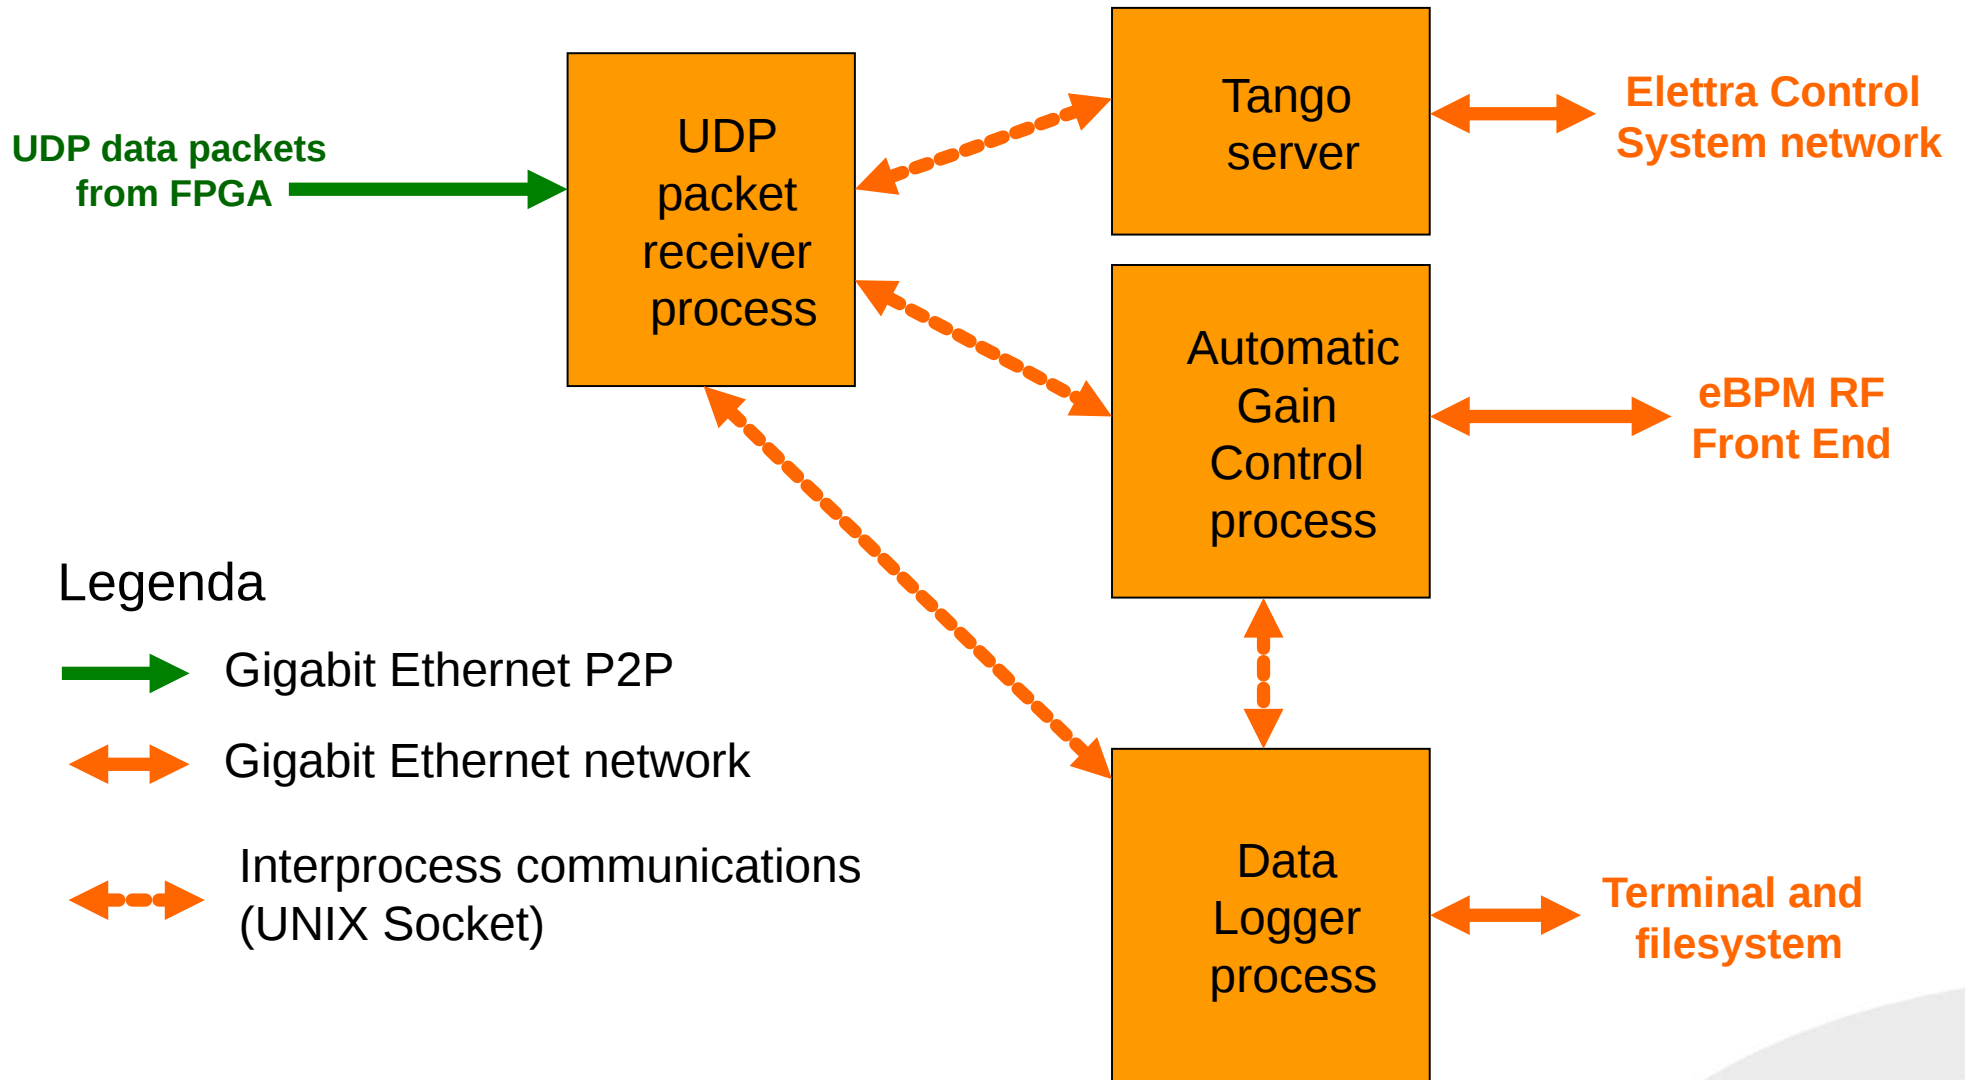 UDP data packets
from FPGA
UDP
packet
receiver
process
Tango
server
Elettra Control
System network
Automatic
Gain
Control
process
eBPM RF
Front End
Data
Logger
process
Terminal and
filesystem
Legenda
Gigabit Ethernet P2P
Gigabit Ethernet network
Interprocess communications
(UNIX Socket)